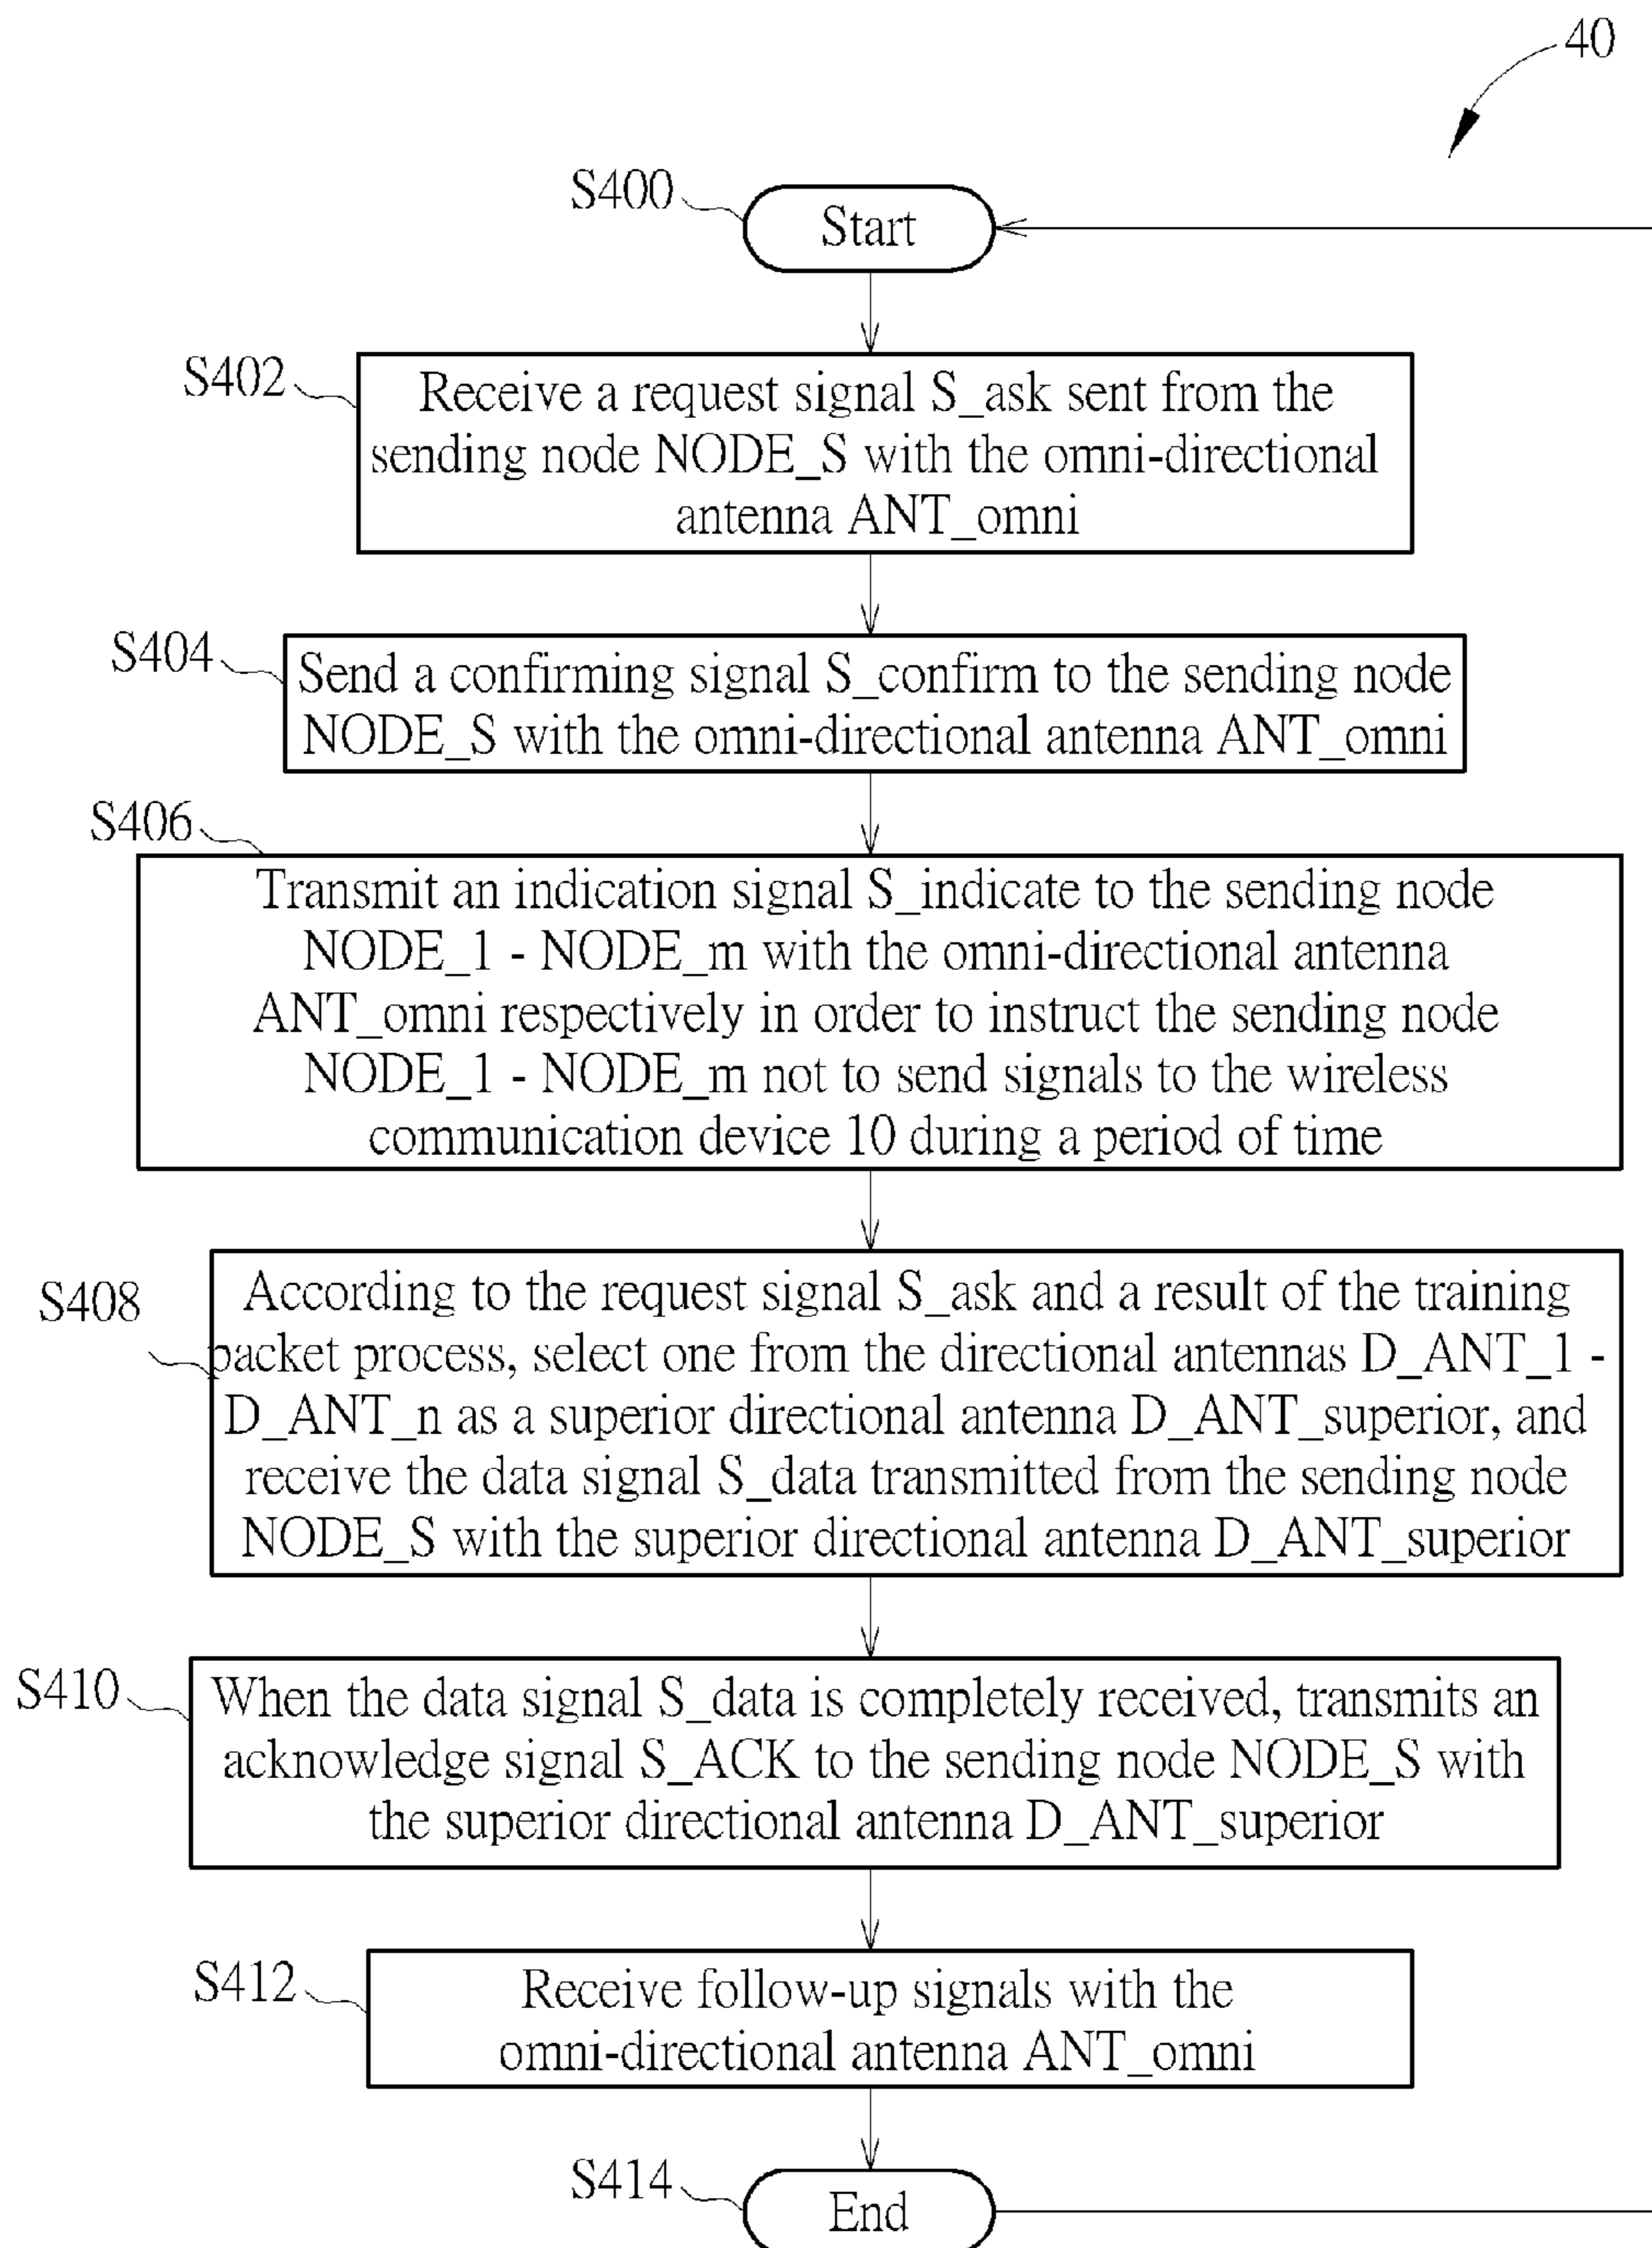 40
S400
Start
S402
Receive a request signal S_ask sent from the
sending node NODE_S with the omni-directional
antenna ANT_omni
S404
Send a confirming signal S_confirm to the sending node
NODE_S with the omni-directional antenna ANT_omni
S406
Transmit an indication signal S_indicate to the sending node
NODE_1 - NODE_m with the omni-directional antenna
ANT_omni respectively in order to instruct the sending node
NODE_1 - NODE_m not to send signals to the wireless
communication device 10 during a period of time
S408
According to the request signal S_ask and a result of the training
packet process, select one from the directional antennas D_ANT_1 -
D_ANT_n as a superior directional antenna D_ANT_superior, and
receive the data signal S_data transmitted from the sending node
NODE_S with the superior directional antenna D_ANT_superior
S410
When the data signal S_data is completely received, transmits an
acknowledge signal S_ACK to the sending node NODE_S with
the superior directional antenna D_ANT_superior
S412
Receive follow-up signals with the
omni-directional antenna ANT_omni
S414
End